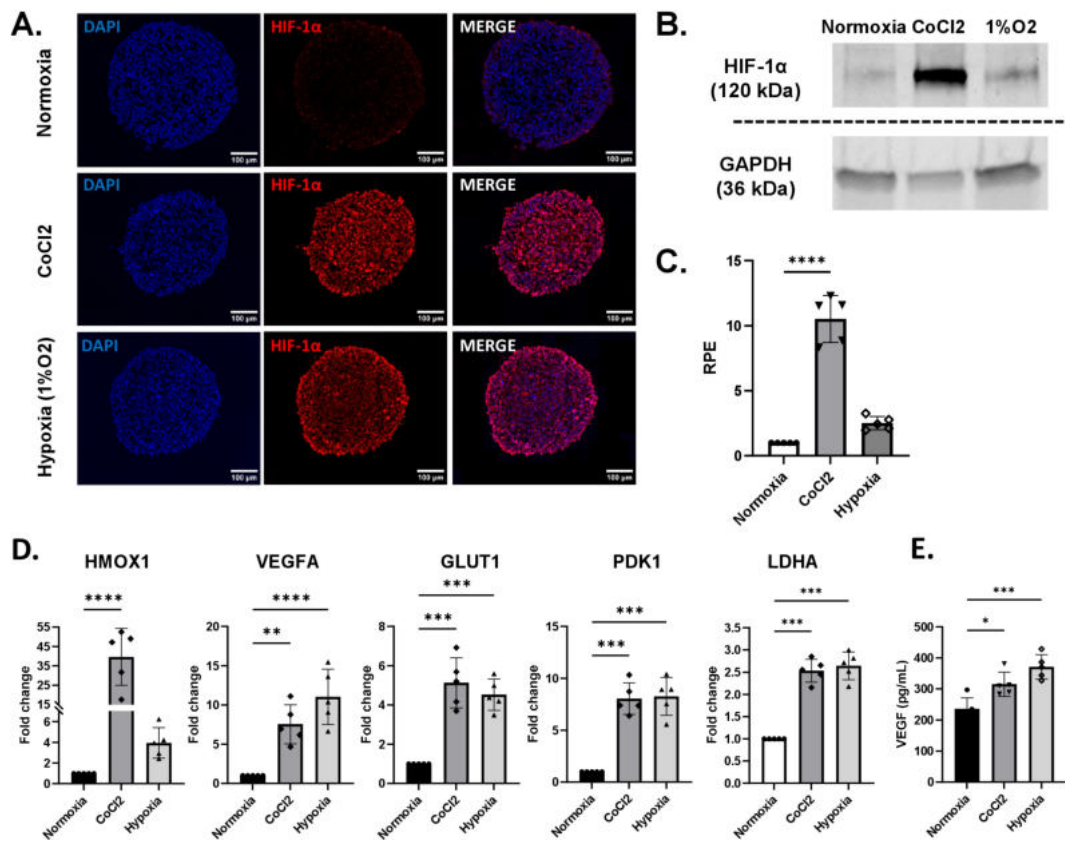 A.
Normoxia
DAPI
HIF-1α
MERGE
100 μm
100 μm
100 μm
CoCl2
DAPI
HIF-1α
MERGE
100 μm
100 μm
100 μm
Hypoxia (1%O2)
DAPI
HIF-1α
MERGE
100 μm
100 μm
100 μm
B.
Normoxia CoCl2 1%O2
HIF-1α
(120 kDa)
GAPDH
(36 kDa)
C.
****
RPE
15
10
5
0
Normoxia
CoCl2
Hypoxia
D.
HMOX1
****
Fold change
55
45
35
25
15
6
4
2
0
Normoxia
CoCl2
Hypoxia
VEGFA
****
**
Fold change
20
15
10
5
0
Normoxia
CoCl2
Hypoxia
GLUT1
***
***
Fold change
10
8
6
4
2
0
Normoxia
CoCl2
Hypoxia
PDK1
***
***
Fold change
15
10
5
0
Normoxia
CoCl2
Hypoxia
LDHA
***
***
Fold change
3.5
3.0
2.5
2.0
1.5
1.0
0.5
0.0
Normoxia
CoCl2
Hypoxia
E.
***
*
VEGF (pg/mL)
500
400
300
200
100
0
Normoxia
CoCl2
Hypoxia